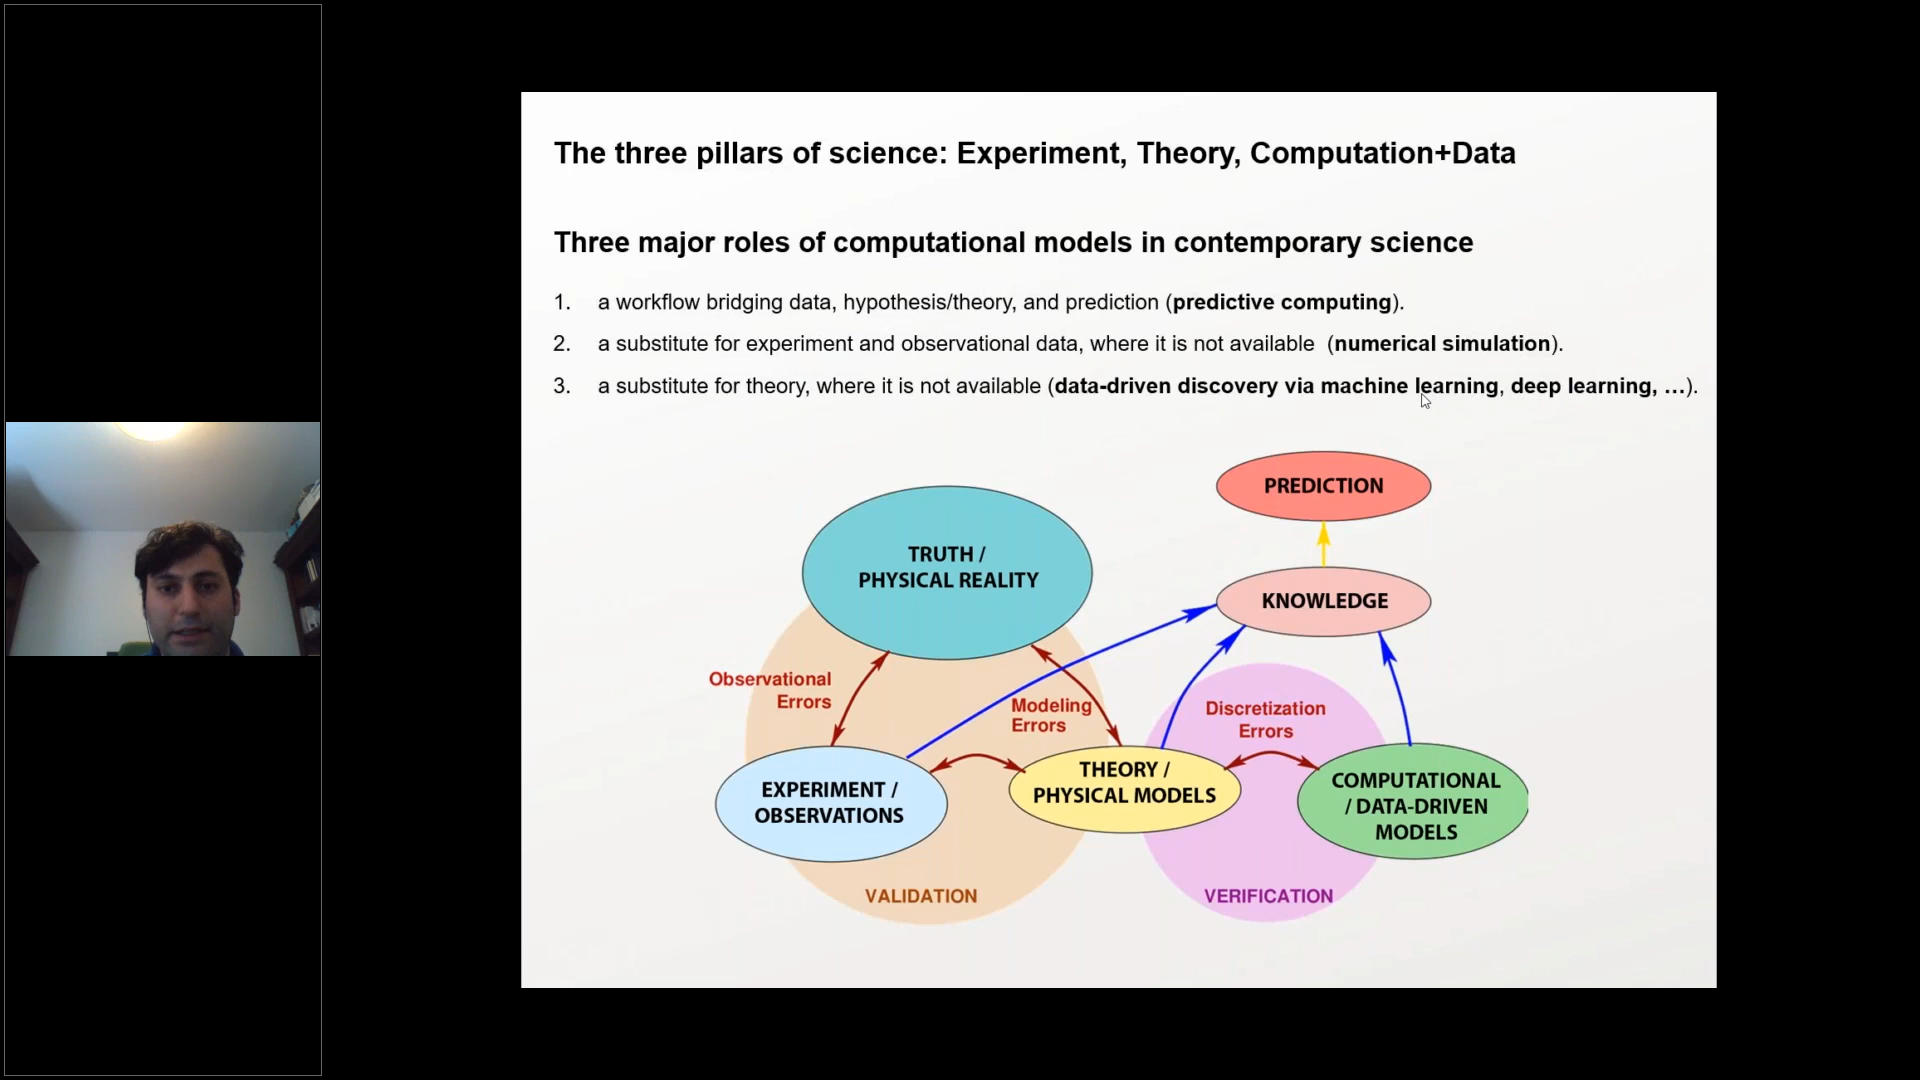 The three pillars of science: Experiment, Theory, Computation+Data
Three major roles of computational models in contemporary science
1. a workflow bridging data, hypothesis/theory, and prediction (predictive computing).
2. a substitute for experiment and observational data, where it is not available (numerical simulation).
3. a substitute for theory, where it is not available (data-driven discovery via machine learning, deep learning, …).
PREDICTION
TRUTH /
PHYSICAL REALITY
KNOWLEDGE
Observational
Errors
Modeling
Errors
Discretization
Errors
EXPERIMENT /
OBSERVATIONS
THEORY /
PHYSICAL MODELS
COMPUTATIONAL
/ DATA-DRIVEN
MODELS
VALIDATION
VERIFICATION